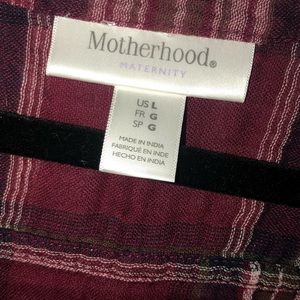 Motherhood®
MATERNITY
US L
FR G
SP G
MADE IN INDIA
FABRIQUÉ EN INDE
HECHO EN INDIA